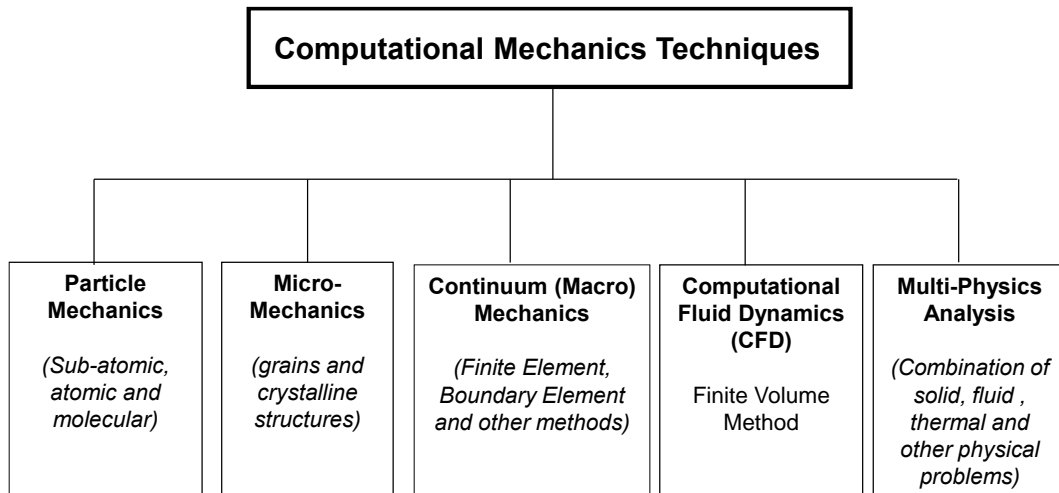 Computational Mechanics Techniques
Particle
Mechanics
(Sub-atomic,
atomic and
molecular)
Micro-
Mechanics
(grains and
crystalline
structures)
Continuum (Macro)
Mechanics
(Finite Element,
Boundary Element
and other methods)
Computational
Fluid Dynamics
(CFD)
Finite Volume
Method
Multi-Physics
Analysis
(Combination of
solid, fluid ,
thermal and
other physical
problems)